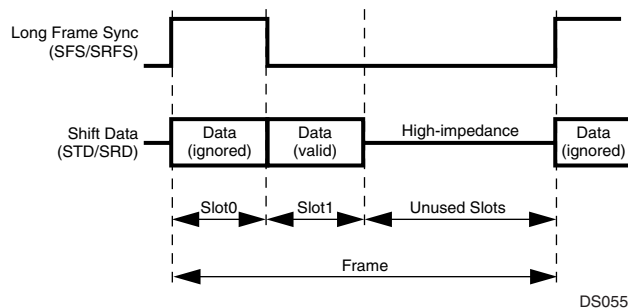 Long Frame Sync
(SFS/SRFS)
Shift Data
(STD/SRD)
Data
(ignored)
Data
(valid)
High-impedance
Data
(ignored)
Slot0
Slot1
Unused Slots
Frame
DS055